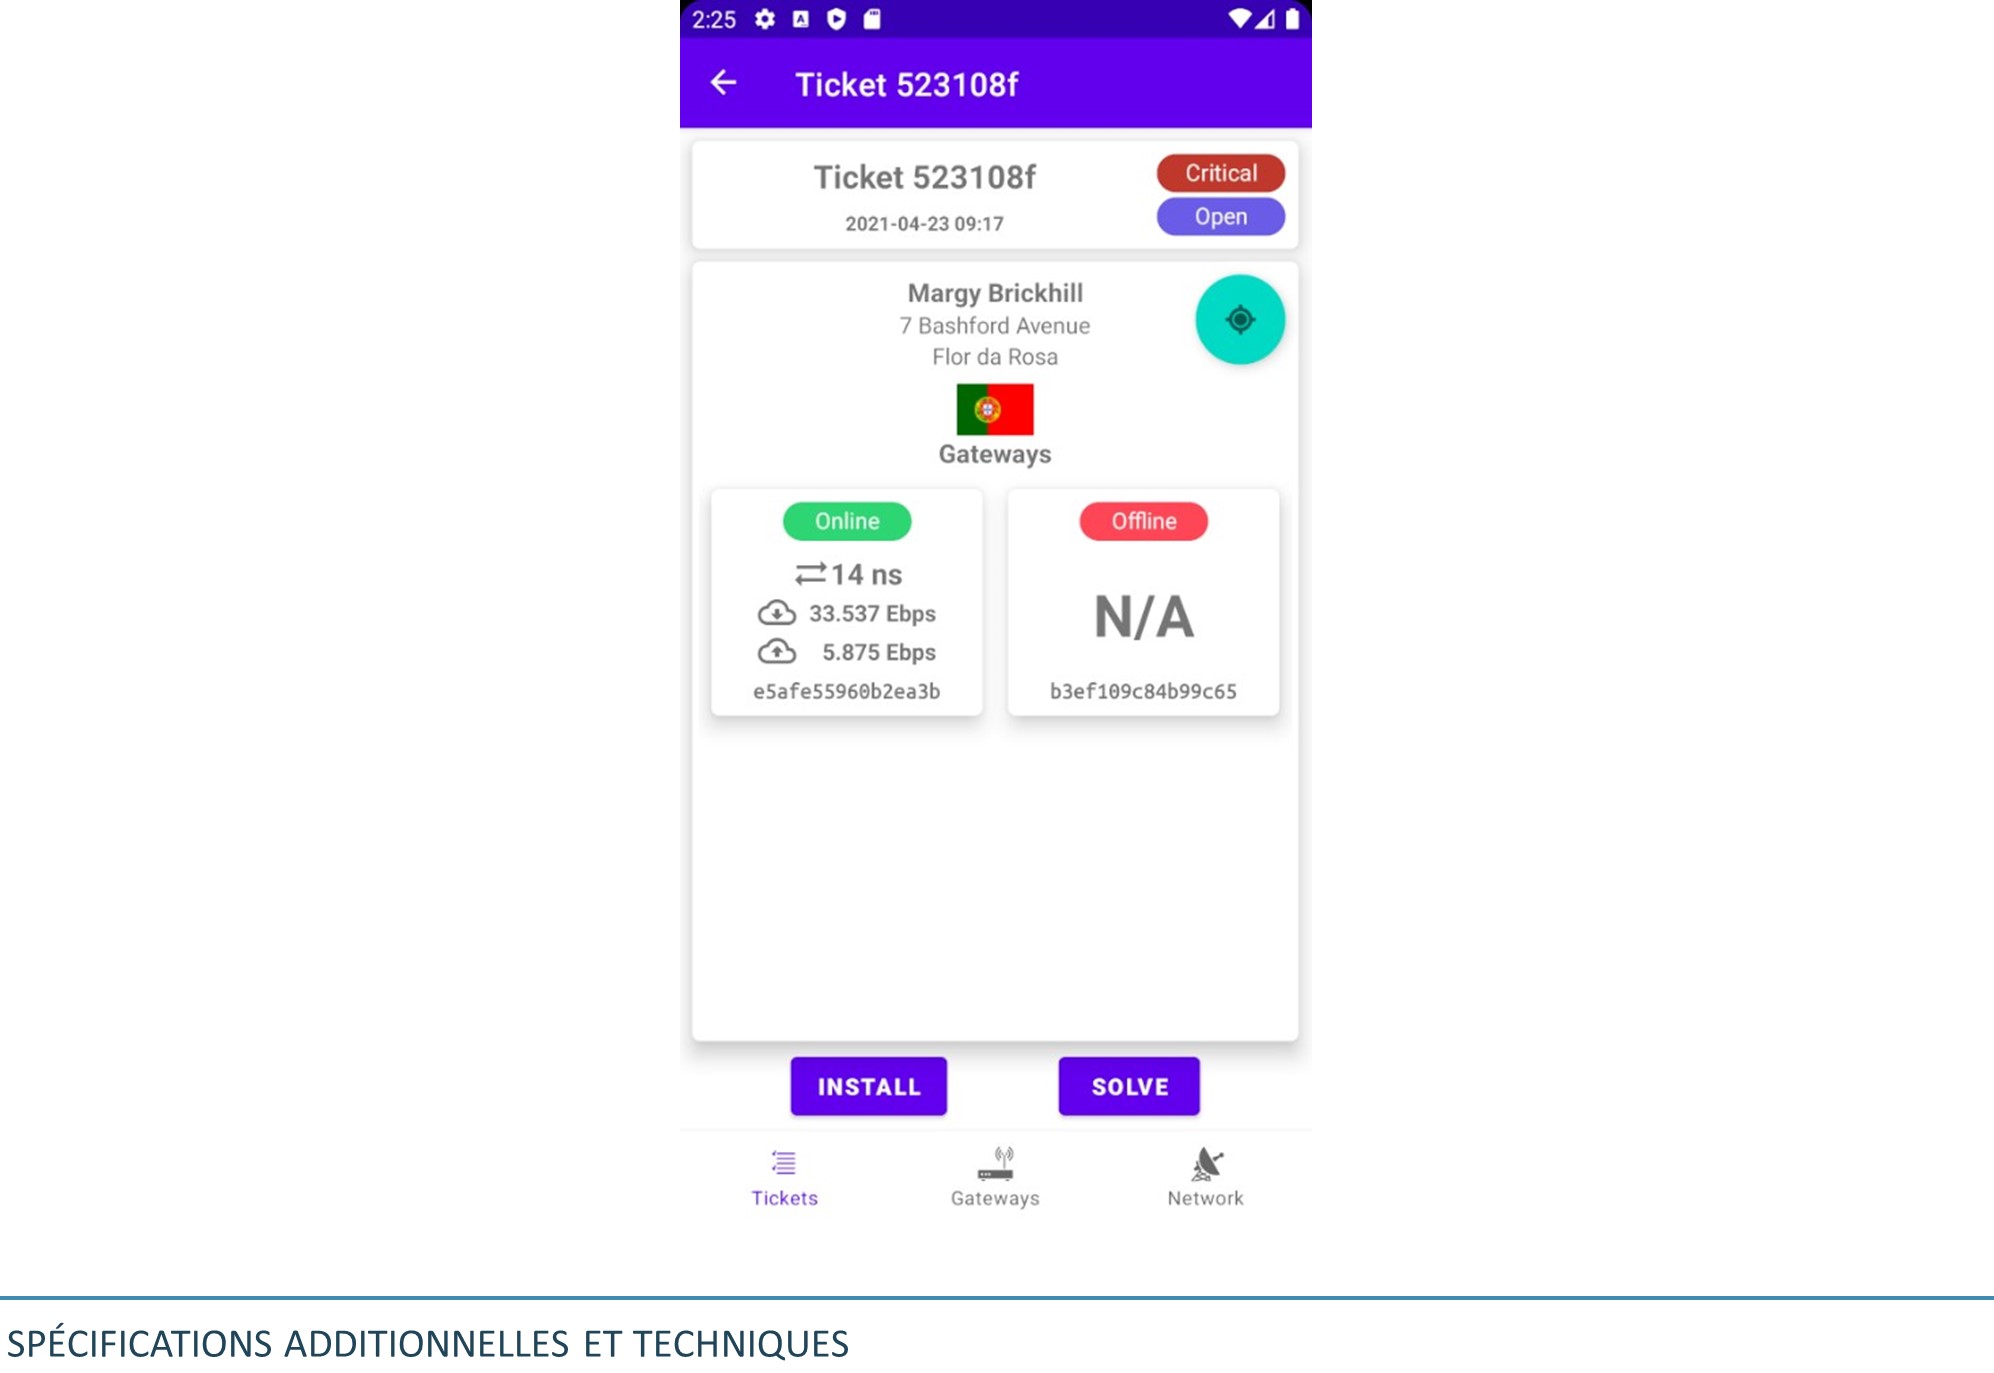 2:25
Ticket 523108f
Ticket 523108f
Critical
2021-04-23 09:17
Open
Margy Brickhill
7 Bashford Avenue
Flor da Rosa
Gateways
Online
14 ns
33.537 Ebps
5.875 Ebps
e5afe55960b2ea3b
Offline
N/A
b3ef109c84b99c65
INSTALL
SOLVE
Tickets
Gateways
Network
SPÉCIFICATIONS ADDITIONNELLES ET TECHNIQUES